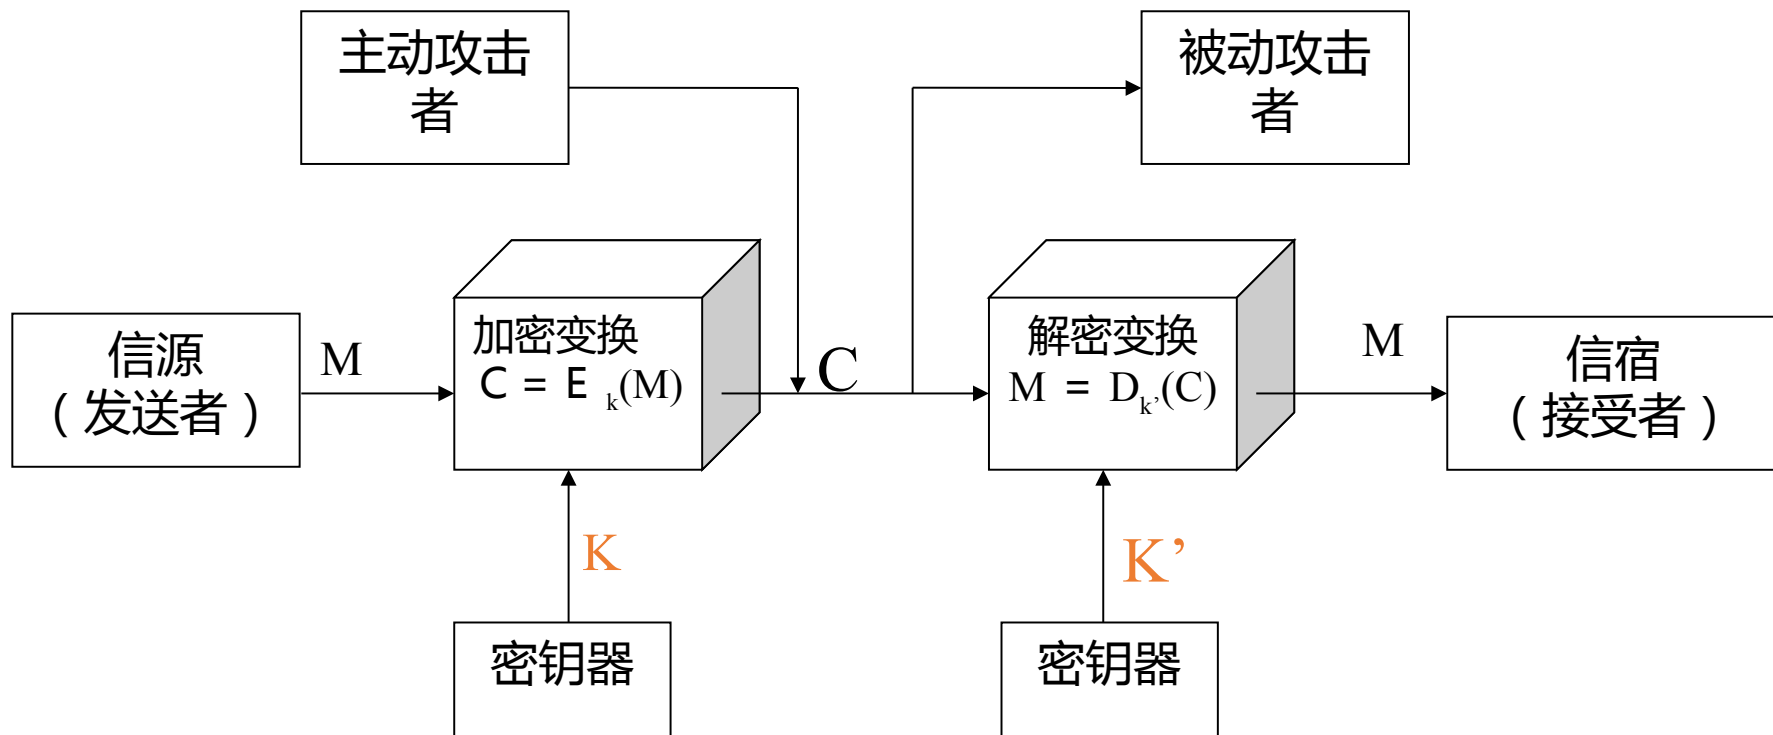 主动攻击
者
被动攻击
者
信源
（发送者）
M
加密变换
C = E k(M)
C
解密变换
M = Dk’(C)
M
信宿
（接受者）
K
K’
密钥器
密钥器